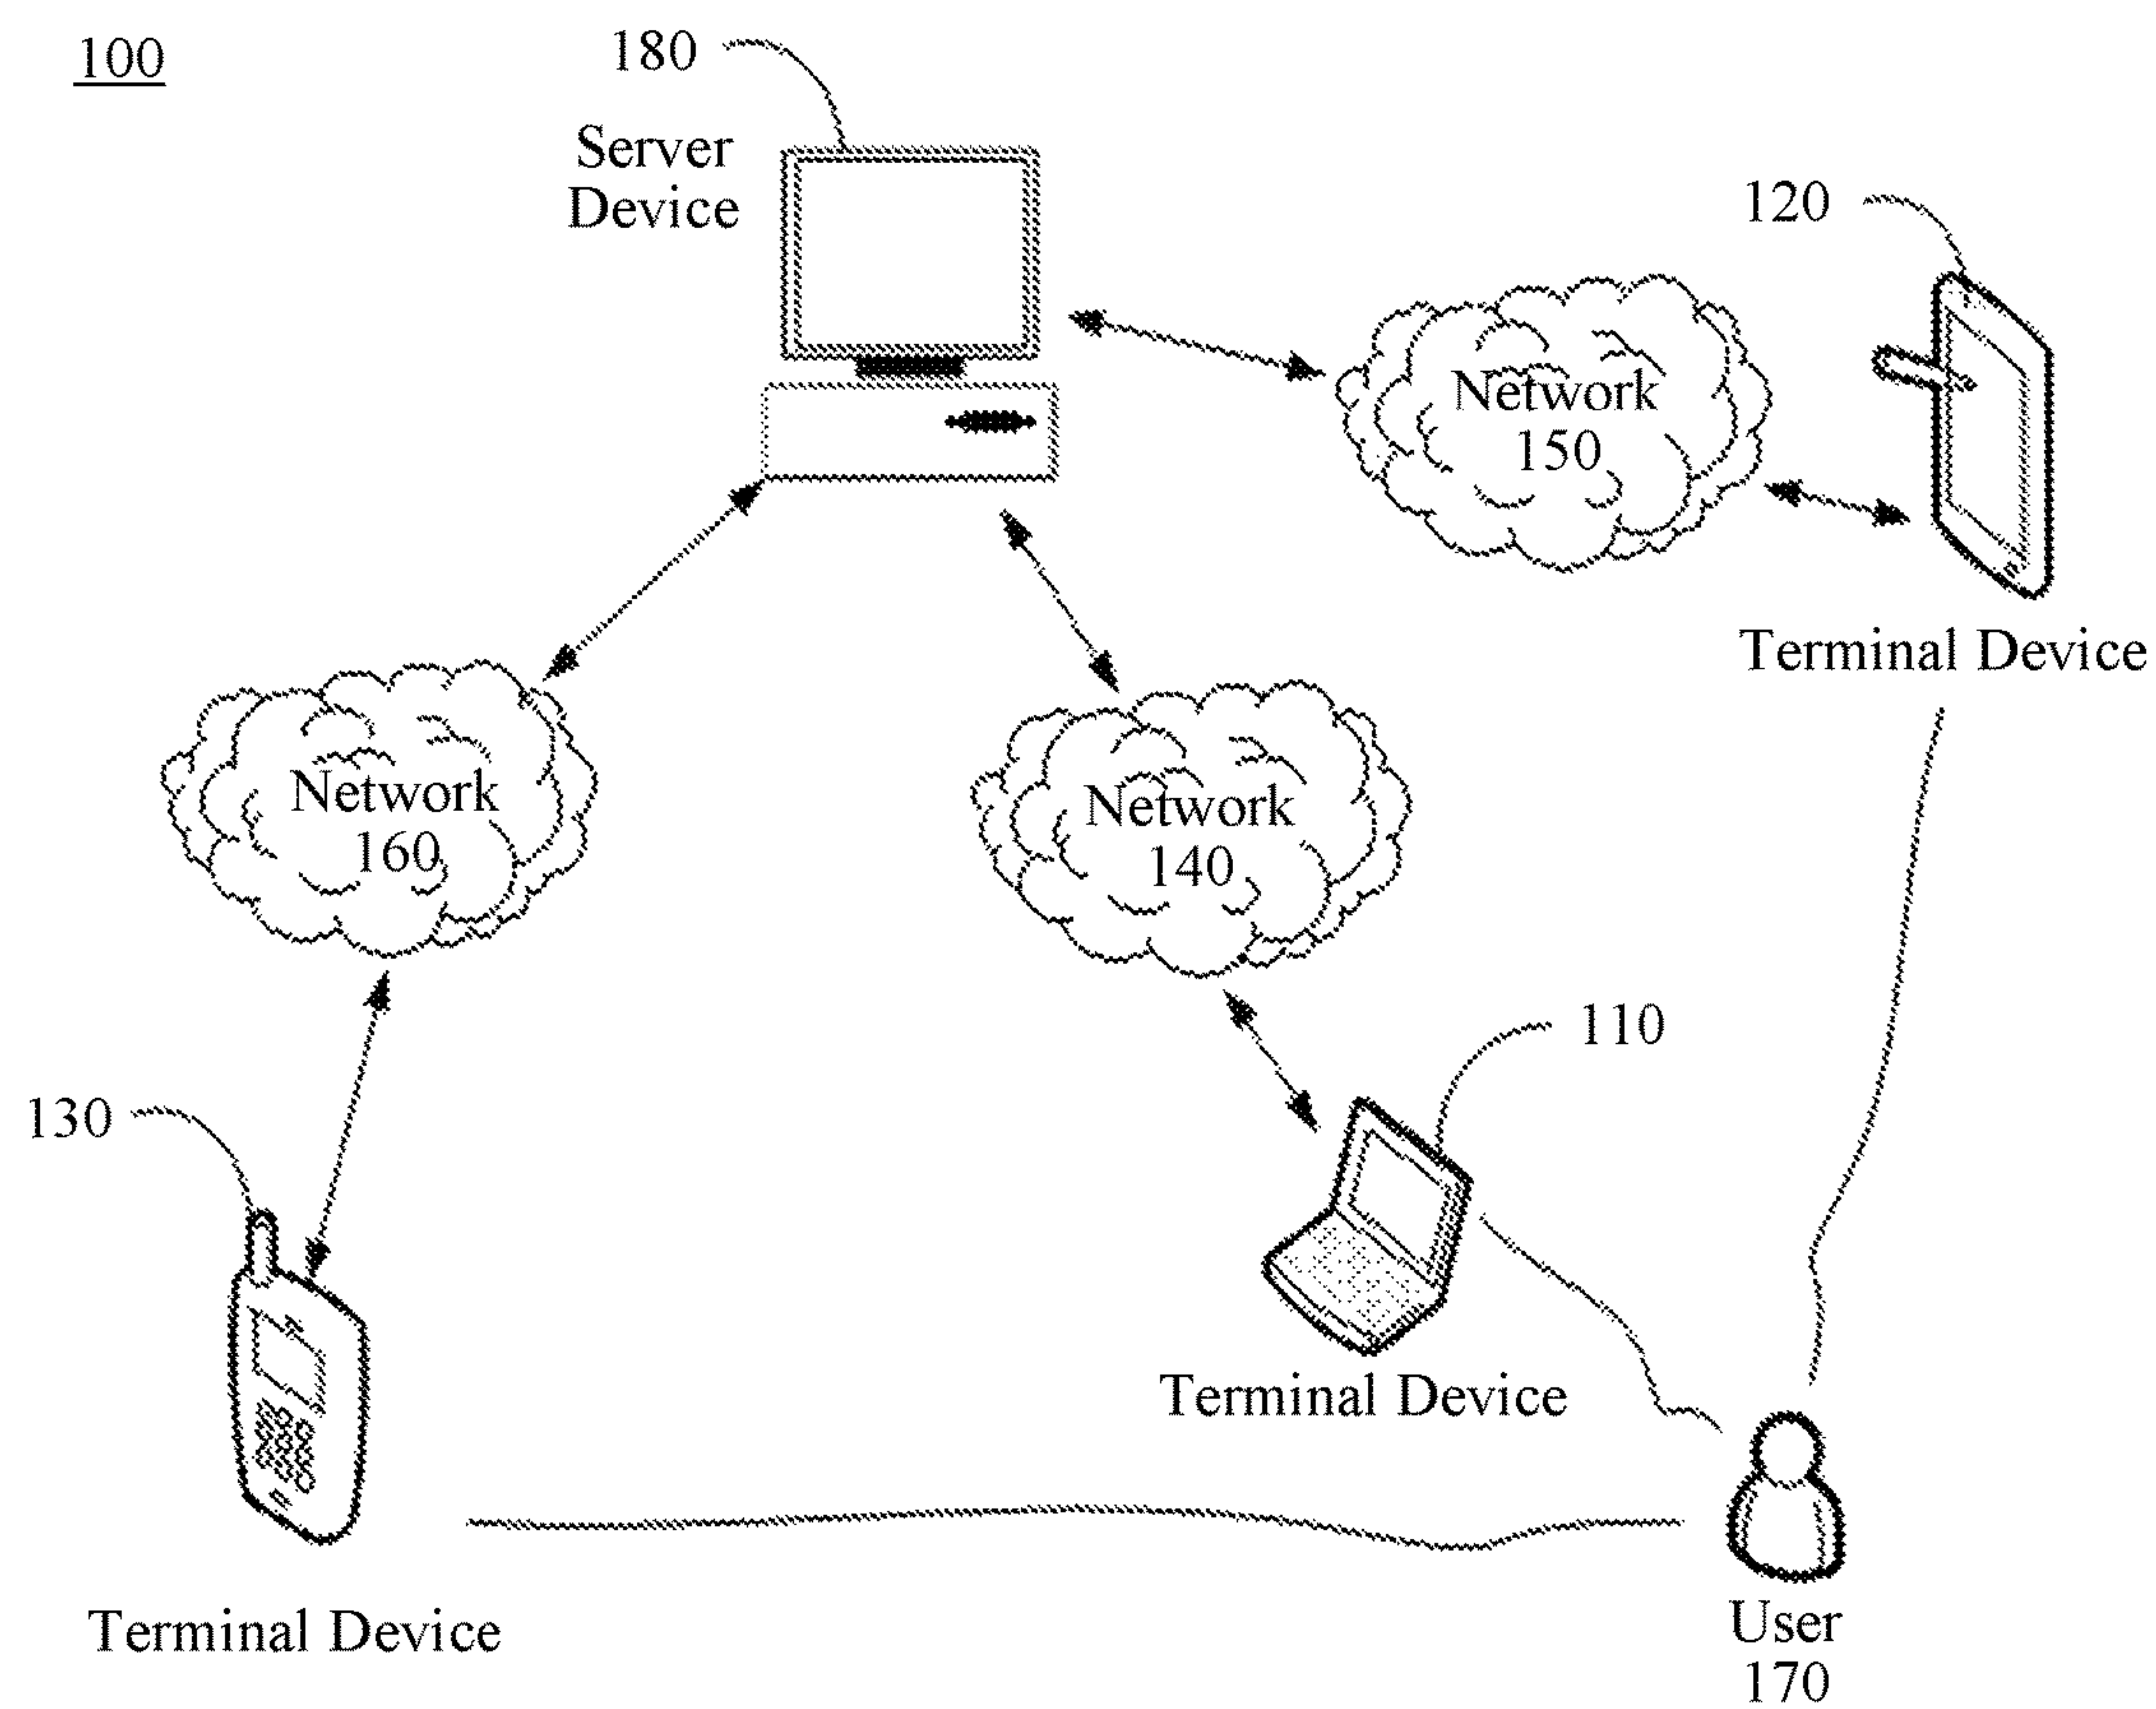 100
180
Server
Device
120
Network
150
Terminal Device
Network
160
Network
140
110
130
Terminal Device
Terminal Device
User
170